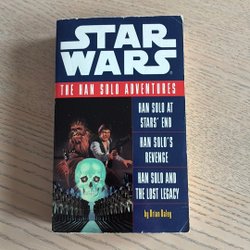 STAR
WARS
THE HAN SOLO ADVENTURES
HAN SOLO AT
STARS' END
HAN SOLO'S
REVENGE
HAN SOLO AND
THE LOST LEGACY
by Brian Daley